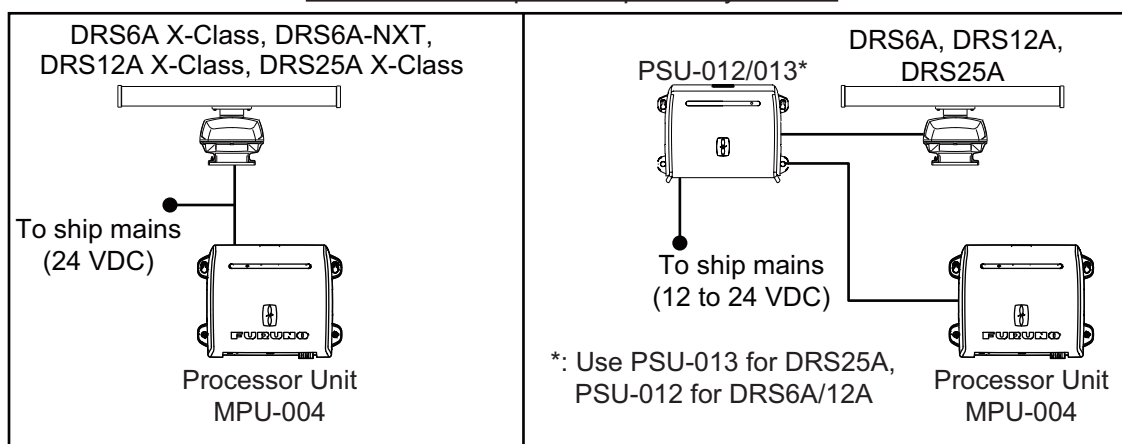 DRS6A X-Class, DRS6A-NXT,
DRS12A X-Class, DRS25A X-Class
To ship mains
(24 VDC)
FURUNO
Processor Unit
MPU-004
PSU-012/013*
DRS6A, DRS12A,
DRS25A
To ship mains
(12 to 24 VDC)
*: Use PSU-013 for DRS25A,
PSU-012 for DRS6A/12A
FURUNO
Processor Unit
MPU-004